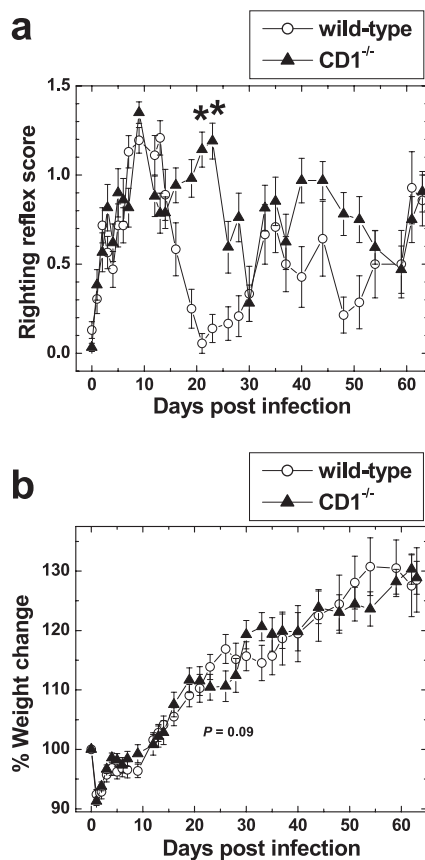 a
wild-type
CD1-/-
Righting reflex score
1.5
1.0
0.5
0.0
* *
0 10 20 30 40 50 60
Days post infection
b
wild-type
CD1-/-
% Weight change
130
120
110
100
90
P = 0.09
0 10 20 30 40 50 60
Days post infection